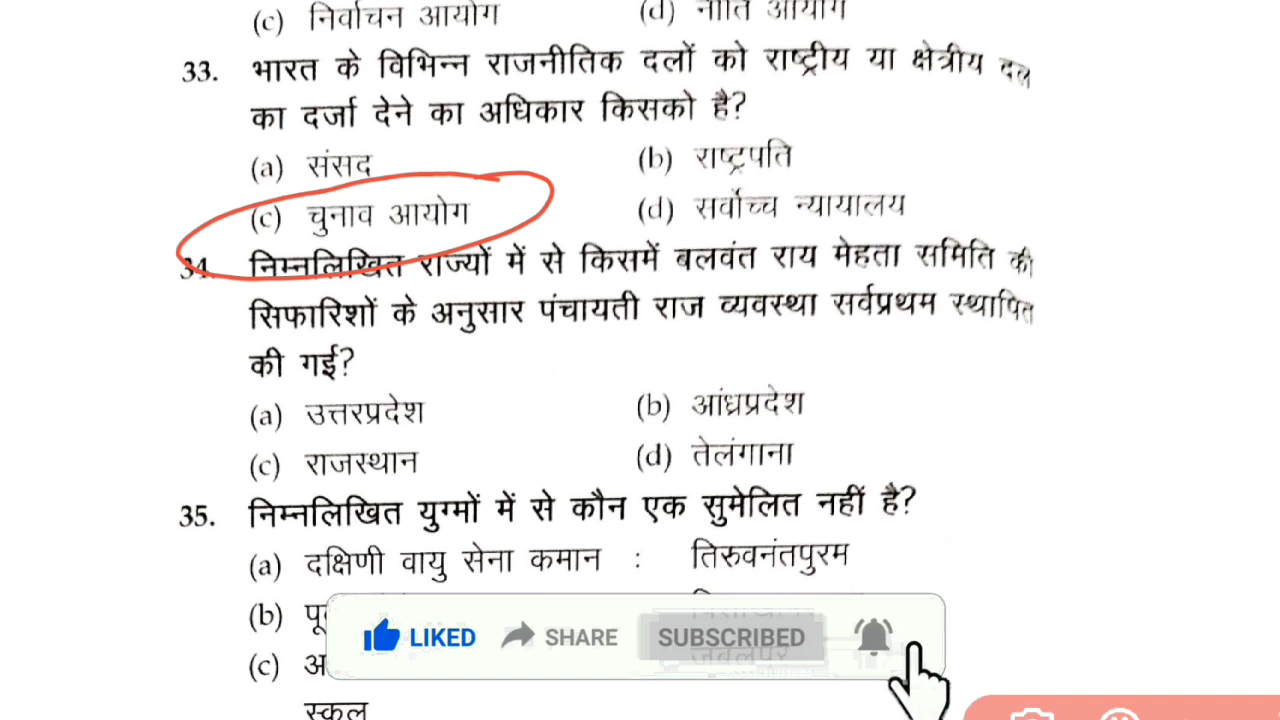 (c) निर्वाचन आयोग (d) नीति आयोग
33. भारत के विभिन्न राजनीतिक दलों को राष्ट्रीय या क्षेत्रीय दल
का दर्जा देने का अधिकार किसको है?
(a) संसद (b) राष्ट्रपति
(c) चुनाव आयोग (d) सर्वोच्च न्यायालय
34. निम्नलिखित राज्यों में से किसमें बलवंत राय मेहता समिति की
सिफारिशों के अनुसार पंचायती राज व्यवस्था सर्वप्रथम स्थापित
की गई?
(a) उत्तरप्रदेश (b) आंध्रप्रदेश
(c) राजस्थान (d) तेलंगाना
35. निम्नलिखित युग्मों में से कौन एक सुमेलित नहीं है?
(a) दक्षिणी वायु सेना कमान : तिरुवनंतपुरम
(b)
LIKED SHARE SUBSCRIBED
(c) जबलपुर
स्कूल